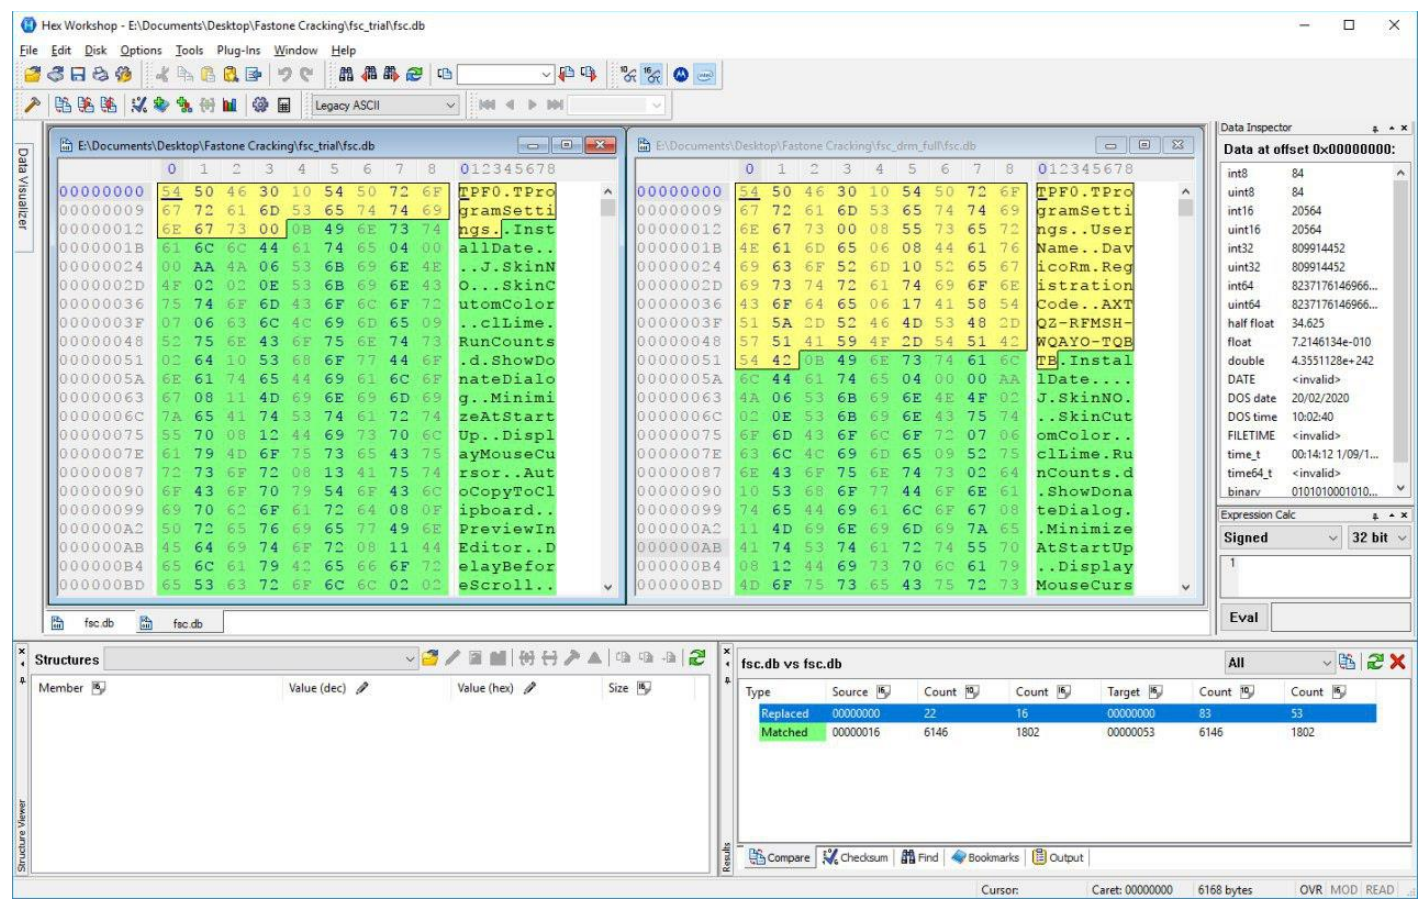 Hex Workshop - E:\Documents\Desktop\Fastone Cracking\fsc_trial\fsc.db
File Edit Disk Options Tools Plug-Ins Window Help
Legacy ASCII
Data Visualizer
E:\Documents\Desktop\Fastone Cracking\fsc_trial\fsc.db
0 1 2 3 4 5 6 7 8 012345678
00000000 54 50 46 30 10 54 50 72 6F TPF0.TPro
00000009 67 72 61 6D 53 65 74 74 69 gramSetti
00000012 6E 67 73 00 0B 49 6E 73 74 ngs..Inst
0000001B 61 6C 6C 44 61 74 65 04 00 allDate..
00000024 00 AA 4A 06 53 6B 69 6E 4E ..J.SkinN
0000002D 4F 02 02 0E 53 6B 69 6E 43 O...SkinC
00000036 75 74 6F 6D 43 6F 6C 6F 72 utomColor
0000003F 07 06 63 6C 4C 69 6D 65 09 ..clLime.
00000048 52 75 6E 43 6F 75 6E 74 73 RunCounts
00000051 02 64 10 53 68 6F 77 44 6F .d.ShowDo
0000005A 6E 61 74 65 44 69 61 6C 6F nateDialo
00000063 67 08 11 4D 69 6E 69 6D 69 g..Minimi
0000006C 7A 65 41 74 53 74 61 72 74 zeAtStart
00000075 55 70 08 12 44 69 73 70 6C Up..Displ
0000007E 61 79 4D 6F 75 73 65 43 75 ayMouseCu
00000087 72 73 6F 72 08 13 41 75 74 rsor..Aut
00000090 6F 43 6F 70 79 54 6F 43 6C oCopyToCl
00000099 69 70 62 6F 61 72 64 08 0F ipboard..
000000A2 50 72 65 76 69 65 77 49 6E PreviewIn
000000AB 45 64 69 74 6F 72 08 11 44 Editor..D
000000B4 65 6C 61 79 42 65 66 6F 72 elayBefor
000000BD 65 53 63 72 6F 6C 6C 02 02 eScroll..
E:\Documents\Desktop\Fastone Cracking\fsc_drm_full\fsc.db
0 1 2 3 4 5 6 7 8 012345678
00000000 54 50 46 30 10 54 50 72 6F TPF0.TPro
00000009 67 72 61 6D 53 65 74 74 69 gramSetti
00000012 6E 67 73 00 08 55 73 65 72 ngs..User
0000001B 4E 61 6D 65 06 08 44 61 76 Name..Dav
00000024 69 63 6F 52 6D 10 52 65 67 icoRm.Reg
0000002D 69 73 74 72 61 74 69 6F 6E istration
00000036 43 6F 64 65 06 17 41 58 54 Code..AXT
0000003F 51 5A 2D 52 46 4D 53 48 2D QZ-RFMSH-
00000048 57 51 41 59 4F 2D 54 51 42 WQAYO-TQB
00000051 54 42 0B 49 6E 73 74 61 6C TB.Instal
0000005A 6C 44 61 74 65 04 00 00 AA lDate....
00000063 4A 06 53 6B 69 6E 4E 4F 02 J.SkinNO.
0000006C 02 0E 53 6B 69 6E 43 75 74 ..SkinCut
00000075 6F 6D 43 6F 6C 6F 72 07 06 omColor..
0000007E 63 6C 4C 69 6D 65 09 52 75 clLime.Ru
00000087 6E 43 6F 75 6E 74 73 02 64 nCounts.d
00000090 10 53 68 6F 77 44 6F 6E 61 .ShowDona
00000099 74 65 44 69 61 6C 6F 67 08 teDialog.
000000A2 11 4D 69 6E 69 6D 69 7A 65 .Minimize
000000AB 41 74 53 74 61 72 74 55 70 AtStartUp
000000B4 08 12 44 69 73 70 6C 61 79 ..Display
000000BD 4D 6F 75 73 65 43 75 72 73 MouseCurs
fsc.db fsc.db
Data Inspector
Data at offset 0x00000000:
int8 84
uint8 84
int16 20564
uint16 20564
int32 809914452
uint32 809914452
int64 8237176146966...
uint64 8237176146966...
half float 34.625
float 7.2146134e-010
double 4.3551128e+242
DATE <invalid>
DOS date 20/02/2020
DOS time 10:02:40
FILETIME <invalid>
time_t 00:14:12 1/09/1...
time64_t <invalid>
binary 0101010001010...
Expression Calc
Signed 32 bit
1
Eval
Structures
Member Value (dec) Value (hex) Size
Structure Viewer
fsc.db vs fsc.db All
Type Source Count Count Target Count Count
Replaced 00000000 22 16 00000000 83 53
Matched 00000016 6146 1802 00000053 6146 1802
Results
Compare Checksum Find Bookmarks Output
Cursor: Caret: 00000000 6168 bytes OVR MOD READ